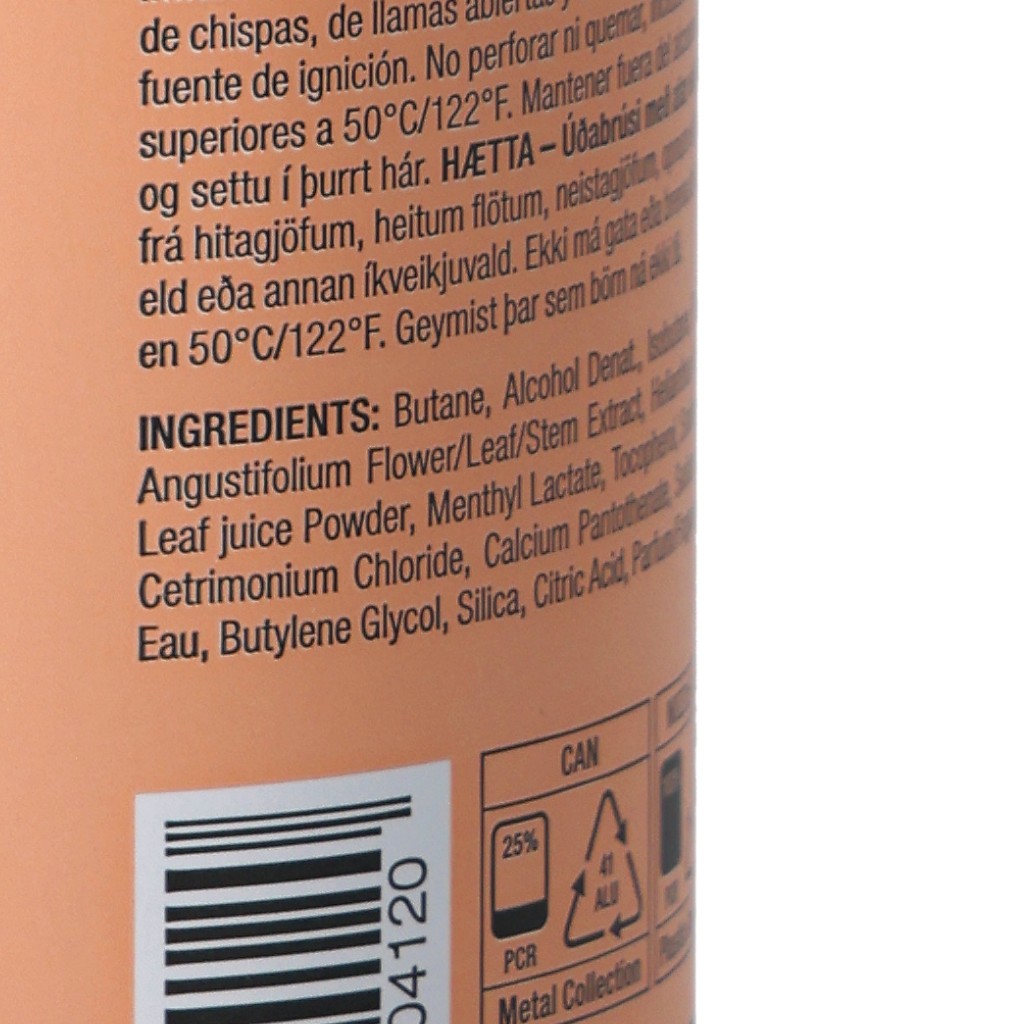 de chispas, de llamas abiertas
fuente de ignición. No perforar ni quemar,
superiores a 50°C/122°F. Mantener fuera del
og settu í þurrt hár. HÆTTA – Úðabrúsi með
frá hitagjöfum, heitum flötum, neistagjöfum,
eld eða annan íkveikjuvald. Ekki má gata eða
en 50°C/122°F. Geymist þar sem börn ná ekki til.
INGREDIENTS: Butane, Alcohol Denat.,
Angustifolium Flower/Leaf/Stem Extract,
Leaf juice Powder, Menthyl Lactate, Tocopherol,
Cetrimonium Chloride, Calcium Pantothenate,
Eau, Butylene Glycol, Silica, Citric Acid,
CAN
25%
41
ALU
PCR
Metal Collection
04120